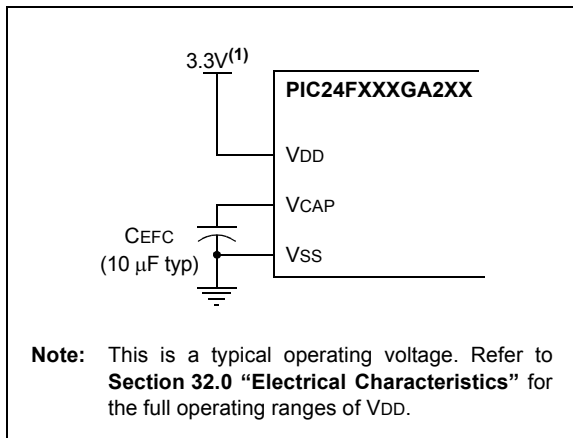 3.3V(1)
PIC24FXXXGA2XX
VDD
VCAP
CEFC
(10 μF typ)
VSS
Note: This is a typical operating voltage. Refer to
Section 32.0 “Electrical Characteristics” for
the full operating ranges of VDD.